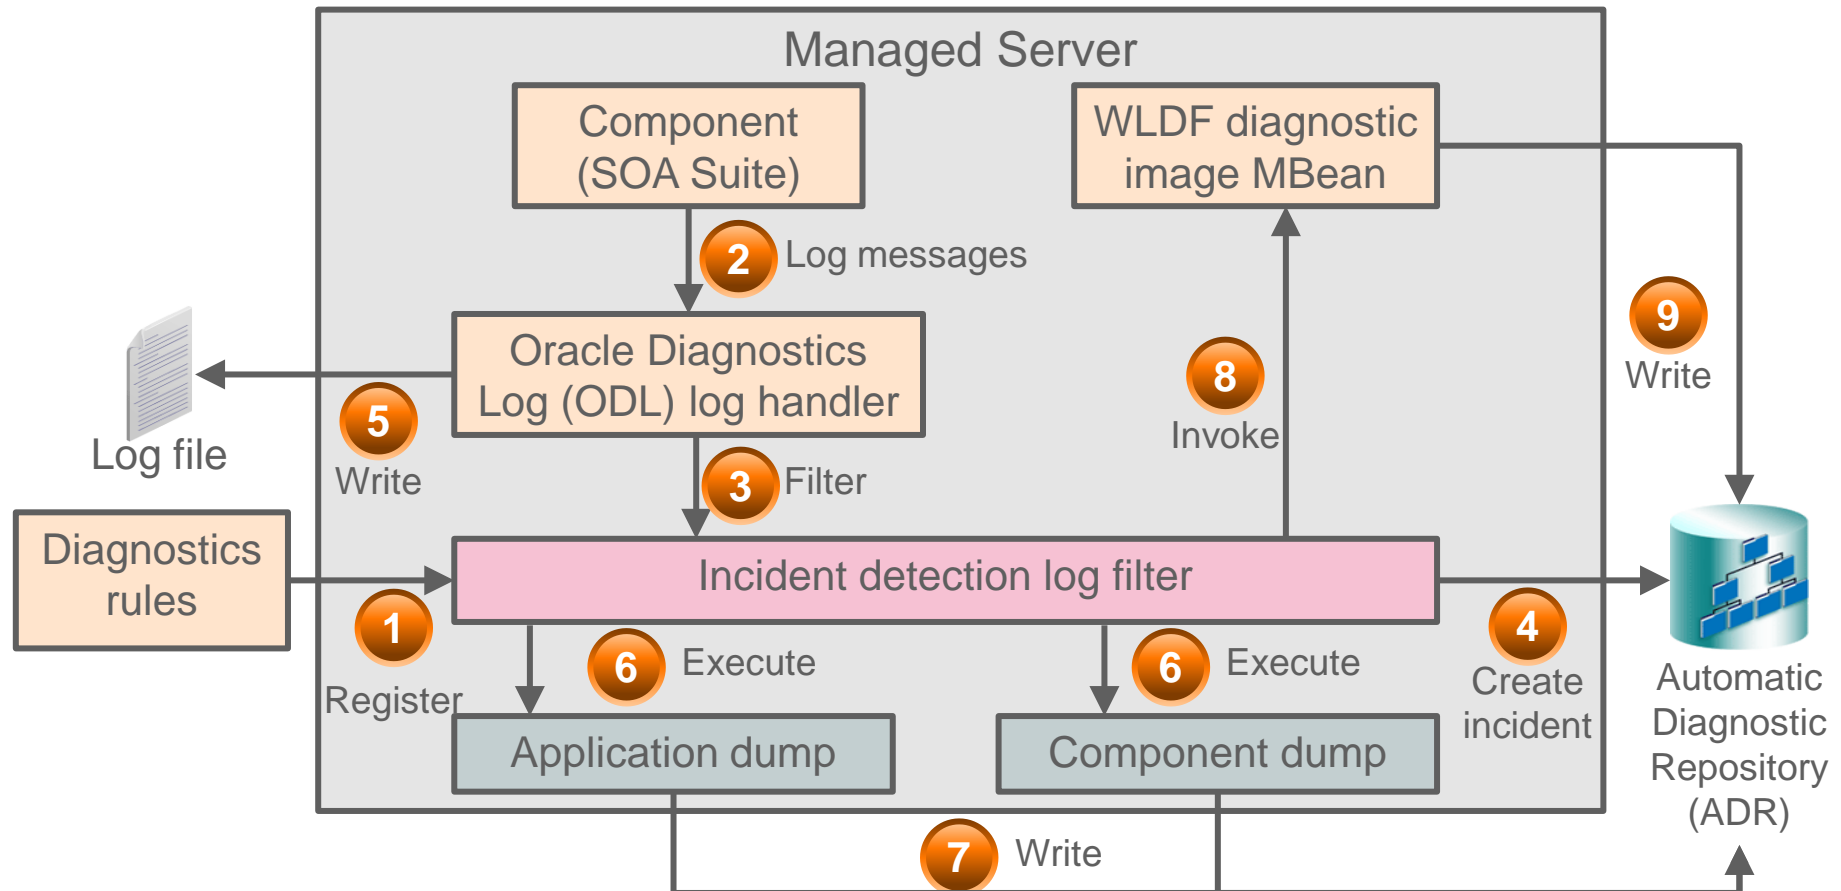 Managed Server
Component
(SOA Suite)
WLDF diagnostic
image MBean
2
Log messages
Oracle Diagnostics
Log (ODL) log handler
9
Write
8
Invoke
5
Write
Log file
3
Filter
Diagnostics
rules
Incident detection log filter
1
Register
6
Execute
6
Execute
4
Create
incident
Automatic
Diagnostic
Repository
(ADR)
Application dump
Component dump
7
Write